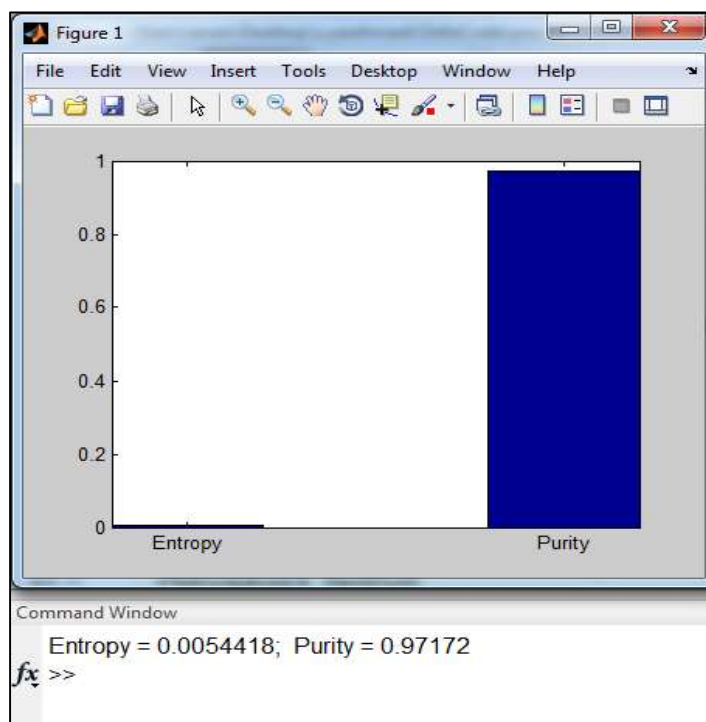 Figure 1
File Edit View Insert Tools Desktop Window Help
1
0.8
0.6
0.4
0.2
0
Entropy Purity
Command Window
Entropy = 0.0054418; Purity = 0.97172
fx >>